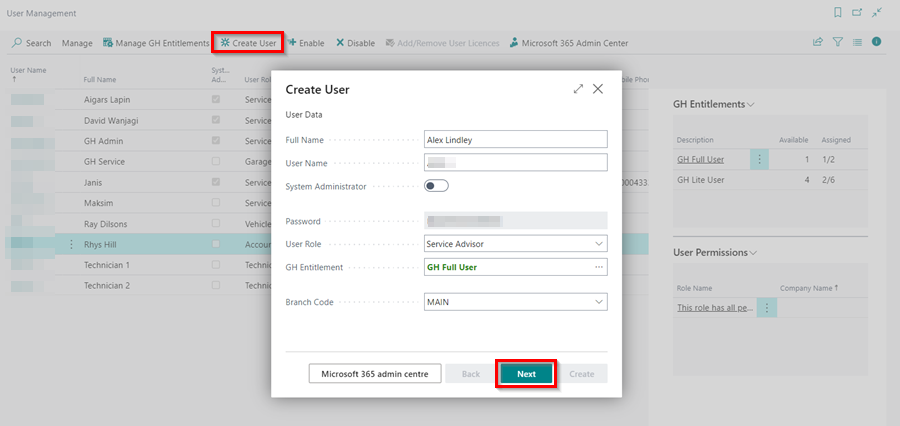 User Management
Search Manage Manage GH Entitlements Create User Enable Disable Add/Remove User Licences Microsoft 365 Admin Center
User Name ↑ Full Name Syst... Ad... User Rol Mobile Phon
Aigars Lapin Service
David Wanjagi Service
GH Admin Service
GH Service Garage
Janis Service 000433.
Maksim Service
Ray Dilsons Vehicle
Rhys Hill Accoun
Technician 1 Technic
Technician 2 Technic
Create User
User Data
Full Name Alex Lindley
User Name
System Administrator
Password
User Role Service Advisor
GH Entitlement GH Full User ...
Branch Code MAIN
Microsoft 365 admin centre Back Next Create
GH Entitlements
Description Available Assigned
GH Full User 1 1/2
GH Lite User 4 2/6
User Permissions
Role Name Company Name ↑
This role has all pe...